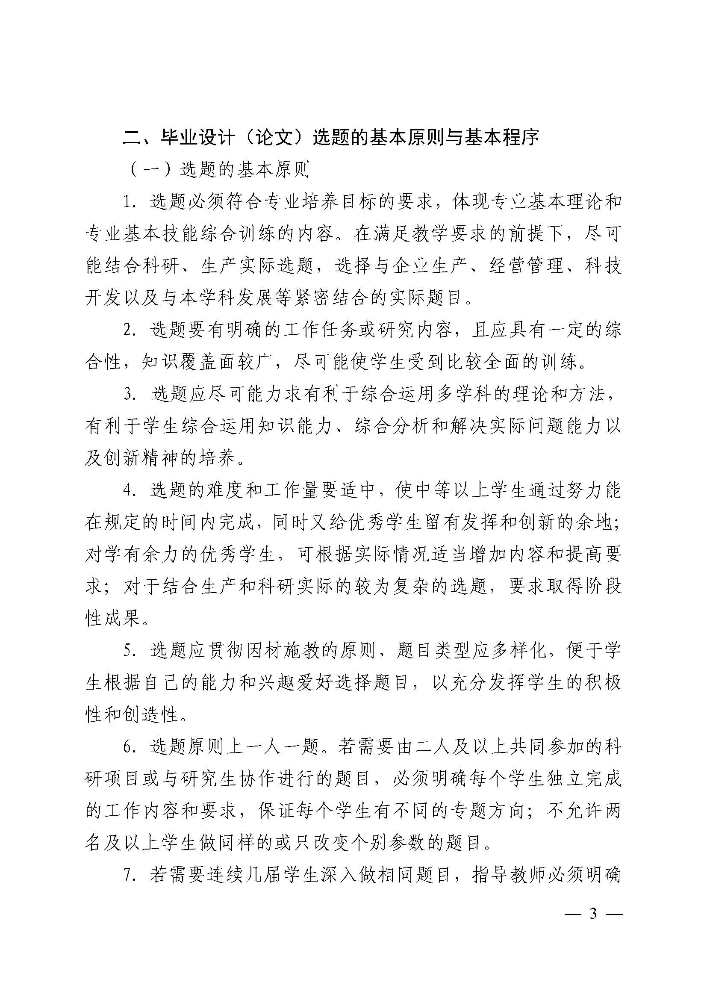 二、毕业设计（论文）选题的基本原则与基本程序
（一）选题的基本原则
1. 选题必须符合专业培养目标的要求，体现专业基本理论和
专业基本技能综合训练的内容。在满足教学要求的前提下，尽可
能结合科研、生产实际选题，选择与企业生产、经营管理、科技
开发以及与本学科发展等紧密结合的实际题目。
2. 选题要有明确的工作任务或研究内容，且应具有一定的综
合性，知识覆盖面较广，尽可能使学生受到比较全面的训练。
3. 选题应尽可能力求有利于综合运用多学科的理论和方法，
有利于学生综合运用知识能力、综合分析和解决实际问题能力以
及创新精神的培养。
4. 选题的难度和工作量要适中，使中等以上学生通过努力能
在规定的时间内完成，同时又给优秀学生留有发挥和创新的余地；
对学有余力的优秀学生，可根据实际情况适当增加内容和提高要
求；对于结合生产和科研实际的较为复杂的选题，要求取得阶段
性成果。
5. 选题应贯彻因材施教的原则，题目类型应多样化，便于学
生根据自己的能力和兴趣爱好选择题目，以充分发挥学生的积极
性和创造性。
6. 选题原则上一人一题。若需要由二人及以上共同参加的科
研项目或与研究生协作进行的题目，必须明确每个学生独立完成
的工作内容和要求，保证每个学生有不同的专题方向；不允许两
名及以上学生做同样的或只改变个别参数的题目。
7. 若需要连续几届学生深入做相同题目，指导教师必须明确
— 3 —